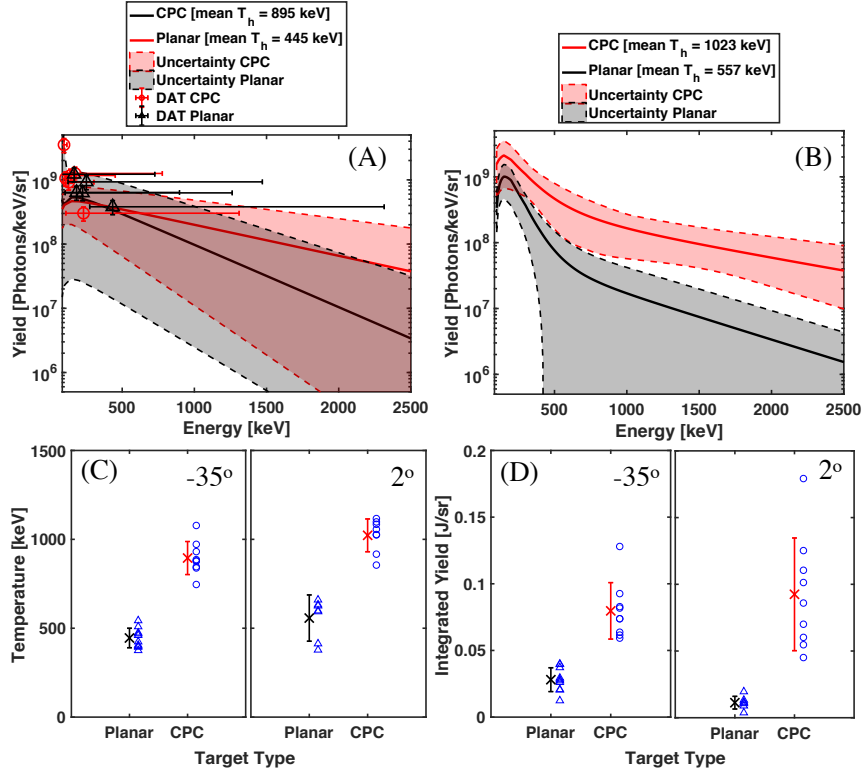 CPC [mean T_h = 895 keV]
Planar [mean T_h = 445 keV]
Uncertainty CPC
Uncertainty Planar
DAT CPC
DAT Planar
(A)
10^9
10^8
10^7
10^6
Yield [Photons/keV/sr]
500 1000 1500 2000 2500
Energy [keV]
CPC [mean T_h = 1023 keV]
Planar [mean T_h = 557 keV]
Uncertainty CPC
Uncertainty Planar
(B)
10^9
10^8
10^7
10^6
Yield [Photons/keV/sr]
500 1000 1500 2000 2500
Energy [keV]
(C) -35° 2°
1500
1000
500
0
Temperature [keV]
Planar CPC Planar CPC
Target Type
(D) -35° 2°
0.2
0.15
0.1
0.05
0
Integrated Yield [J/sr]
Planar CPC Planar CPC
Target Type